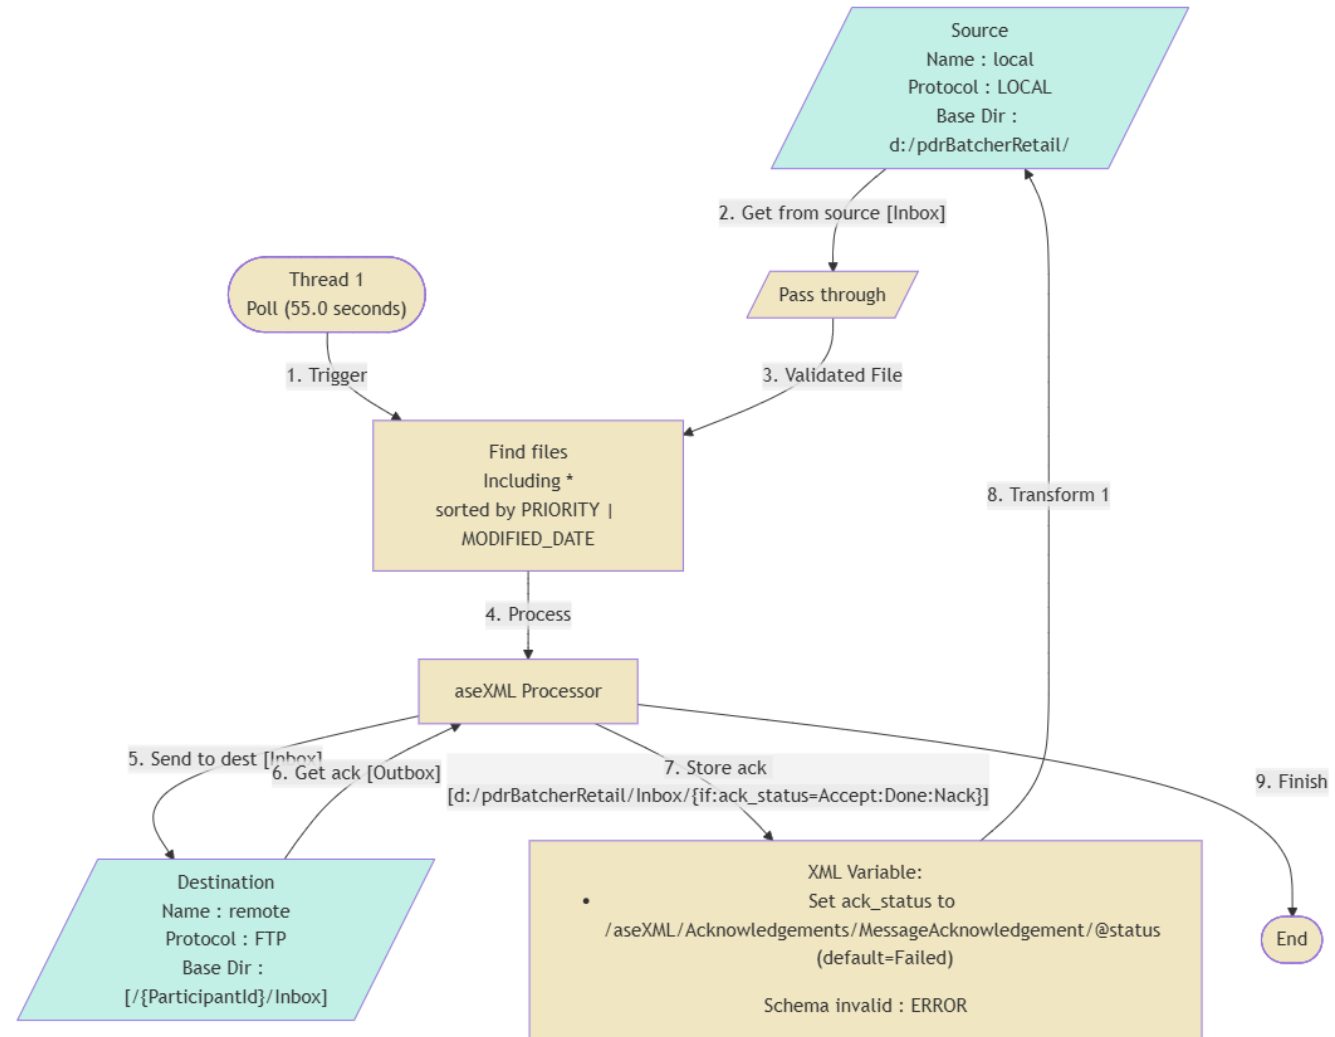 Source
Name : local
Protocol : LOCAL
Base Dir :
d:/pdrBatcherRetail/
2. Get from source [Inbox]
Thread 1
Poll (55.0 seconds)
Pass through
1. Trigger
3. Validated File
Find files
Including *
sorted by PRIORITY |
MODIFIED_DATE
8. Transform 1
4. Process
aseXML Processor
5. Send to dest [Inbox]
6. Get ack [Outbox]
7. Store ack
[d:/pdrBatcherRetail/Inbox/{if:ack_status=Accept:Done:Nack}]
9. Finish
Destination
Name : remote
Protocol : FTP
Base Dir :
[/{ParticipantId}/Inbox]
XML Variable:
• Set ack_status to
/aseXML/Acknowledgements/MessageAcknowledgement/@status
(default=Failed)
Schema invalid : ERROR
End